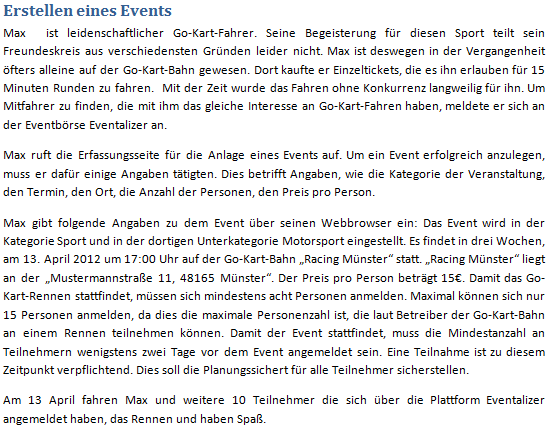 Erstellen eines Events
Max ist leidenschaftlicher Go-Kart-Fahrer. Seine Begeisterung für diesen Sport teilt sein
Freundeskreis aus verschiedensten Gründen leider nicht. Max ist deswegen in der Vergangenheit
öfters alleine auf der Go-Kart-Bahn gewesen. Dort kaufte er Einzeltickets, die es ihn erlauben für 15
Minuten Runden zu fahren. Mit der Zeit wurde das Fahren ohne Konkurrenz langweilig für ihn. Um
Mitfahrer zu finden, die mit ihm das gleiche Interesse an Go-Kart-Fahren haben, meldete er sich an
der Eventbörse Eventalizer an.
Max ruft die Erfassungsseite für die Anlage eines Events auf. Um ein Event erfolgreich anzulegen,
muss er dafür einige Angaben tätigten. Dies betrifft Angaben, wie die Kategorie der Veranstaltung,
den Termin, den Ort, die Anzahl der Personen, den Preis pro Person.
Max gibt folgende Angaben zu dem Event über seinen Webbrowser ein: Das Event wird in der
Kategorie Sport und in der dortigen Unterkategorie Motorsport eingestellt. Es findet in drei Wochen,
am 13. April 2012 um 17:00 Uhr auf der Go-Kart-Bahn „Racing Münster“ statt. „Racing Münster“ liegt
an der „Mustermannstraße 11, 48165 Münster“. Der Preis pro Person beträgt 15€. Damit das Go-
Kart-Rennen stattfindet, müssen sich mindestens acht Personen anmelden. Maximal können sich nur
15 Personen anmelden, da dies die maximale Personenzahl ist, die laut Betreiber der Go-Kart-Bahn
an einem Rennen teilnehmen können. Damit der Event stattfindet, muss die Mindestanzahl an
Teilnehmern wenigstens zwei Tage vor dem Event angemeldet sein. Eine Teilnahme ist zu diesem
Zeitpunkt verpflichtend. Dies soll die Planungssichert für alle Teilnehmer sicherstellen.
Am 13 April fahren Max und weitere 10 Teilnehmer die sich über die Plattform Eventalizer
angemeldet haben, das Rennen und haben Spaß.